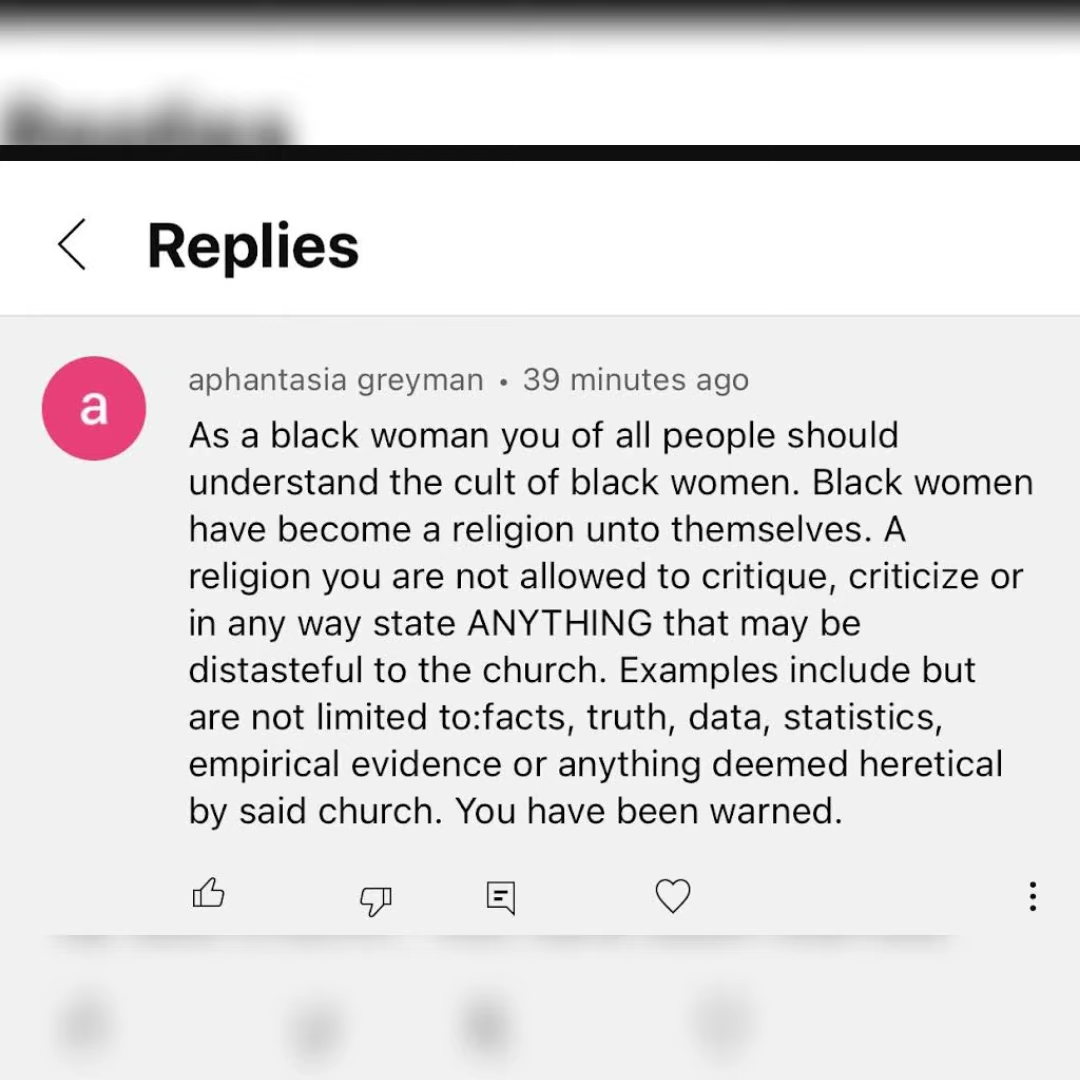 Replies
a
aphantasia greyman • 39 minutes ago
As a black woman you of all people should
understand the cult of black women. Black women
have become a religion unto themselves. A
religion you are not allowed to critique, criticize or
in any way state ANYTHING that may be
distasteful to the church. Examples include but
are not limited to:facts, truth, data, statistics,
empirical evidence or anything deemed heretical
by said church. You have been warned.